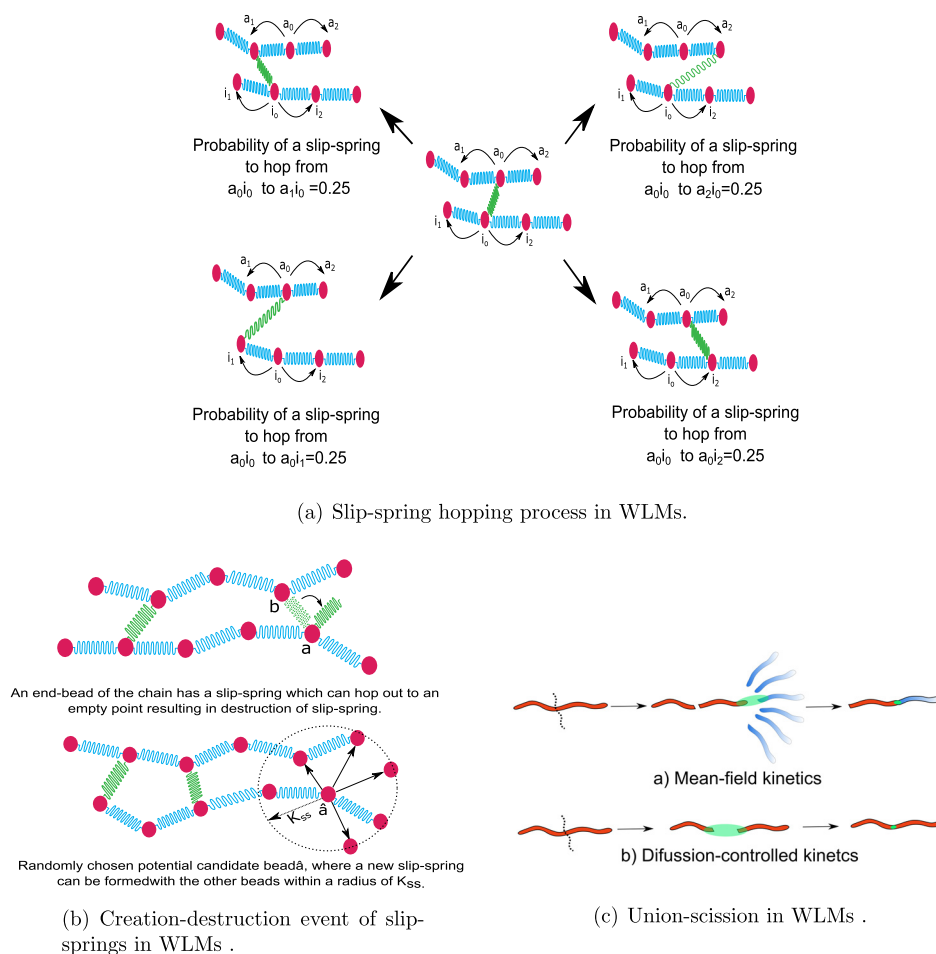 a₁ a₀ a₂
i₁ i₀ i₂
Probability of a slip-spring
to hop from
a₀i₀ to a₁i₀ =0.25
a₁ a₀ a₂
i₁ i₀ i₂
Probability of a slip-spring
to hop from
a₀i₀ to a₂i₀=0.25
a₁ a₀ a₂
i₁ i₀ i₂
a₁ a₀ a₂
i₁ i₀ i₂
Probability of a slip-spring
to hop from
a₀i₀ to a₀i₁=0.25
a₁ a₀ a₂
i₁ i₀ i₂
Probability of a slip-spring
to hop from
a₀i₀ to a₀i₂=0.25
(a) Slip-spring hopping process in WLMs.
b
a
An end-bead of the chain has a slip-spring which can hop out to an
empty point resulting in destruction of slip-spring.
Kss
â
Randomly chosen potential candidate beadâ, where a new slip-spring
can be formedwith the other beads within a radius of Kss.
(b) Creation-destruction event of slip-
springs in WLMs .
a) Mean-field kinetics
b) Difussion-controlled kinetcs
(c) Union-scission in WLMs .